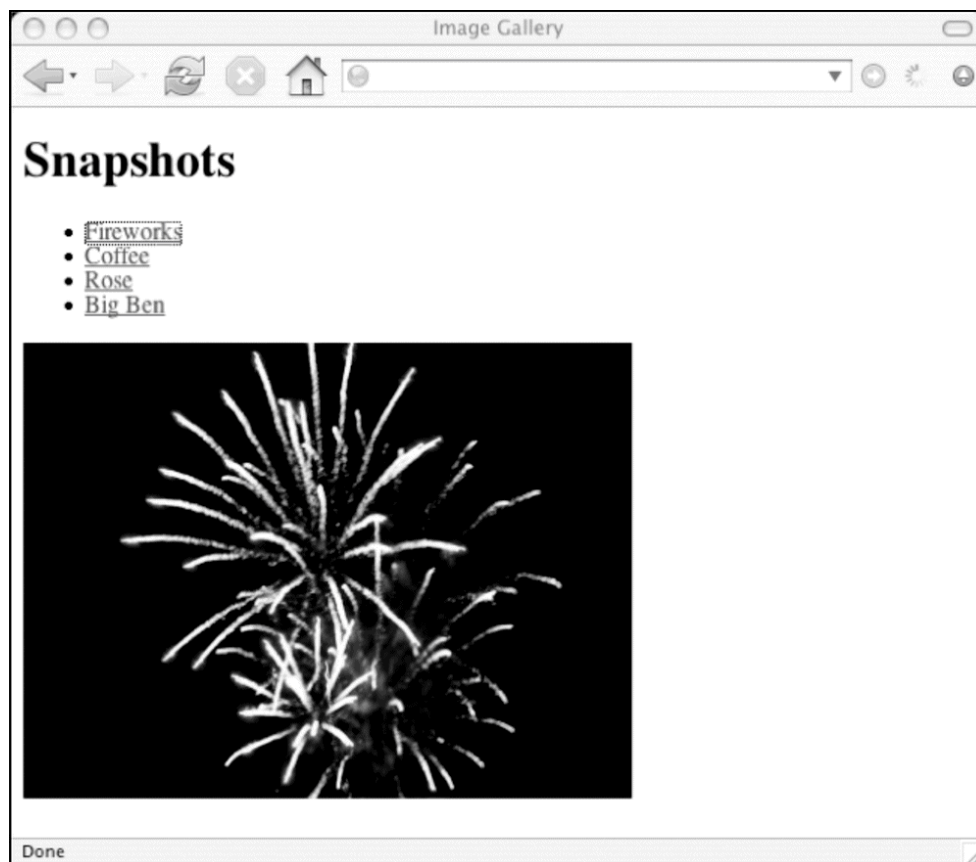 Image Gallery
Snapshots
Fireworks
Coffee
Rose
Big Ben
Done